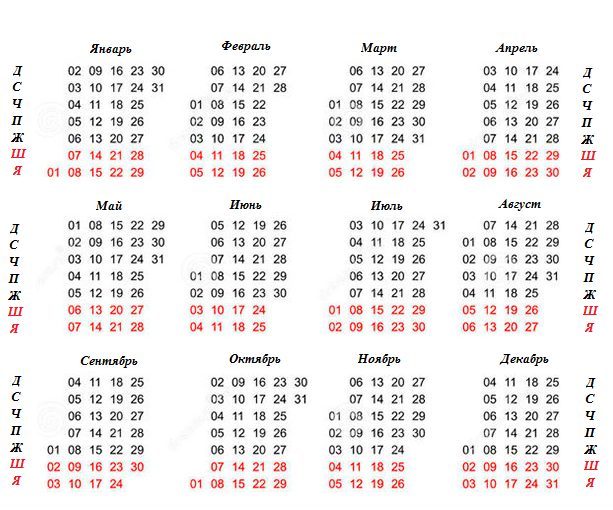 Январь Февраль Март Апрель
Д 02 09 16 23 30 06 13 20 27 06 13 20 27 03 10 17 24 Д
С 03 10 17 24 31 07 14 21 28 07 14 21 28 04 11 18 25 С
Ч 04 11 18 25 01 08 15 22 01 08 15 22 29 05 12 19 26 Ч
П 05 12 19 26 02 09 16 23 02 09 16 23 30 06 13 20 27 П
Ж 06 13 20 27 03 10 17 24 03 10 17 24 31 07 14 21 28 Ж
Ш 07 14 21 28 04 11 18 25 04 11 18 25 01 08 15 22 29 Ш
Я 01 08 15 22 29 05 12 19 26 05 12 19 26 02 09 16 23 30 Я
Май Июнь Июль Август
Д 01 08 15 22 29 05 12 19 26 03 10 17 24 31 07 14 21 28 Д
С 02 09 16 23 30 06 13 20 27 04 11 18 25 01 08 15 22 29 С
Ч 03 10 17 24 31 07 14 21 28 05 12 19 26 02 09 16 23 30 Ч
П 04 11 18 25 01 08 15 22 29 06 13 20 27 03 10 17 24 31 П
Ж 05 12 19 26 02 09 16 23 30 07 14 21 28 04 11 18 25 Ж
Ш 06 13 20 27 03 10 17 24 01 08 15 22 29 05 12 19 26 Ш
Я 07 14 21 28 04 11 18 25 02 09 16 23 30 06 13 20 27 Я
Сентябрь Октябрь Ноябрь Декабрь
Д 04 11 18 25 02 09 16 23 30 06 13 20 27 04 11 18 25 Д
С 05 12 19 26 03 10 17 24 31 07 14 21 28 05 12 19 26 С
Ч 06 13 20 27 04 11 18 25 01 08 15 22 29 06 13 20 27 Ч
П 07 14 21 28 05 12 19 26 02 09 16 23 30 07 14 21 28 П
Ж 01 08 15 22 29 06 13 20 27 03 10 17 24 01 08 15 22 29 Ж
Ш 02 09 16 23 30 07 14 21 28 04 11 18 25 02 09 16 23 30 Ш
Я 03 10 17 24 01 08 15 22 29 05 12 19 26 03 10 17 24 31 Я